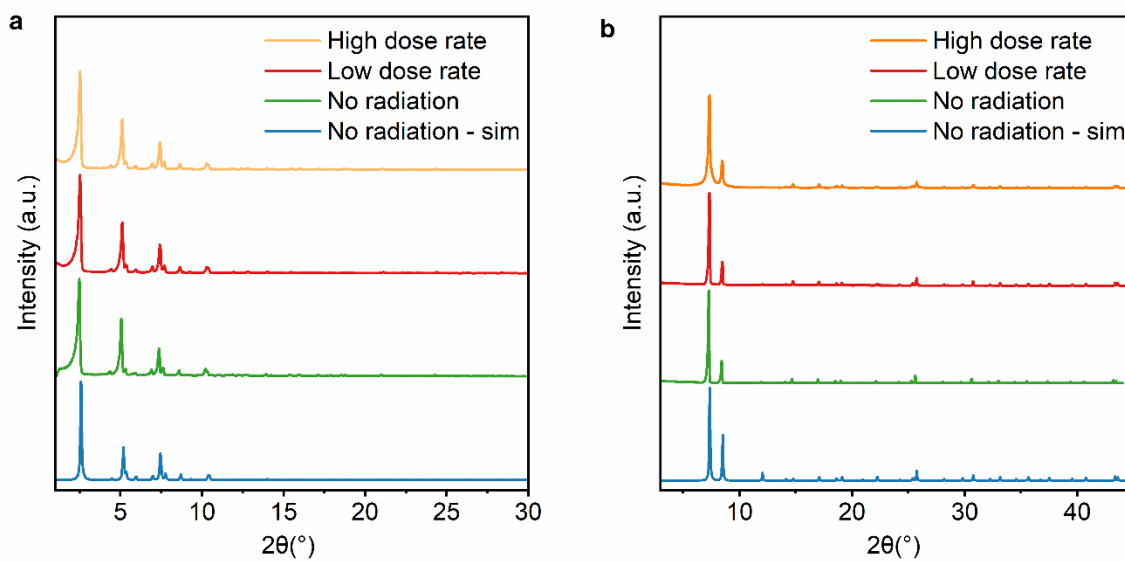 a
High dose rate
Low dose rate
No radiation
No radiation - sim
Intensity (a.u.)
5 10 15 20 25 30
2θ(°)
b
High dose rate
Low dose rate
No radiation
No radiation - sim
Intensity (a.u.)
10 20 30 40
2θ(°)